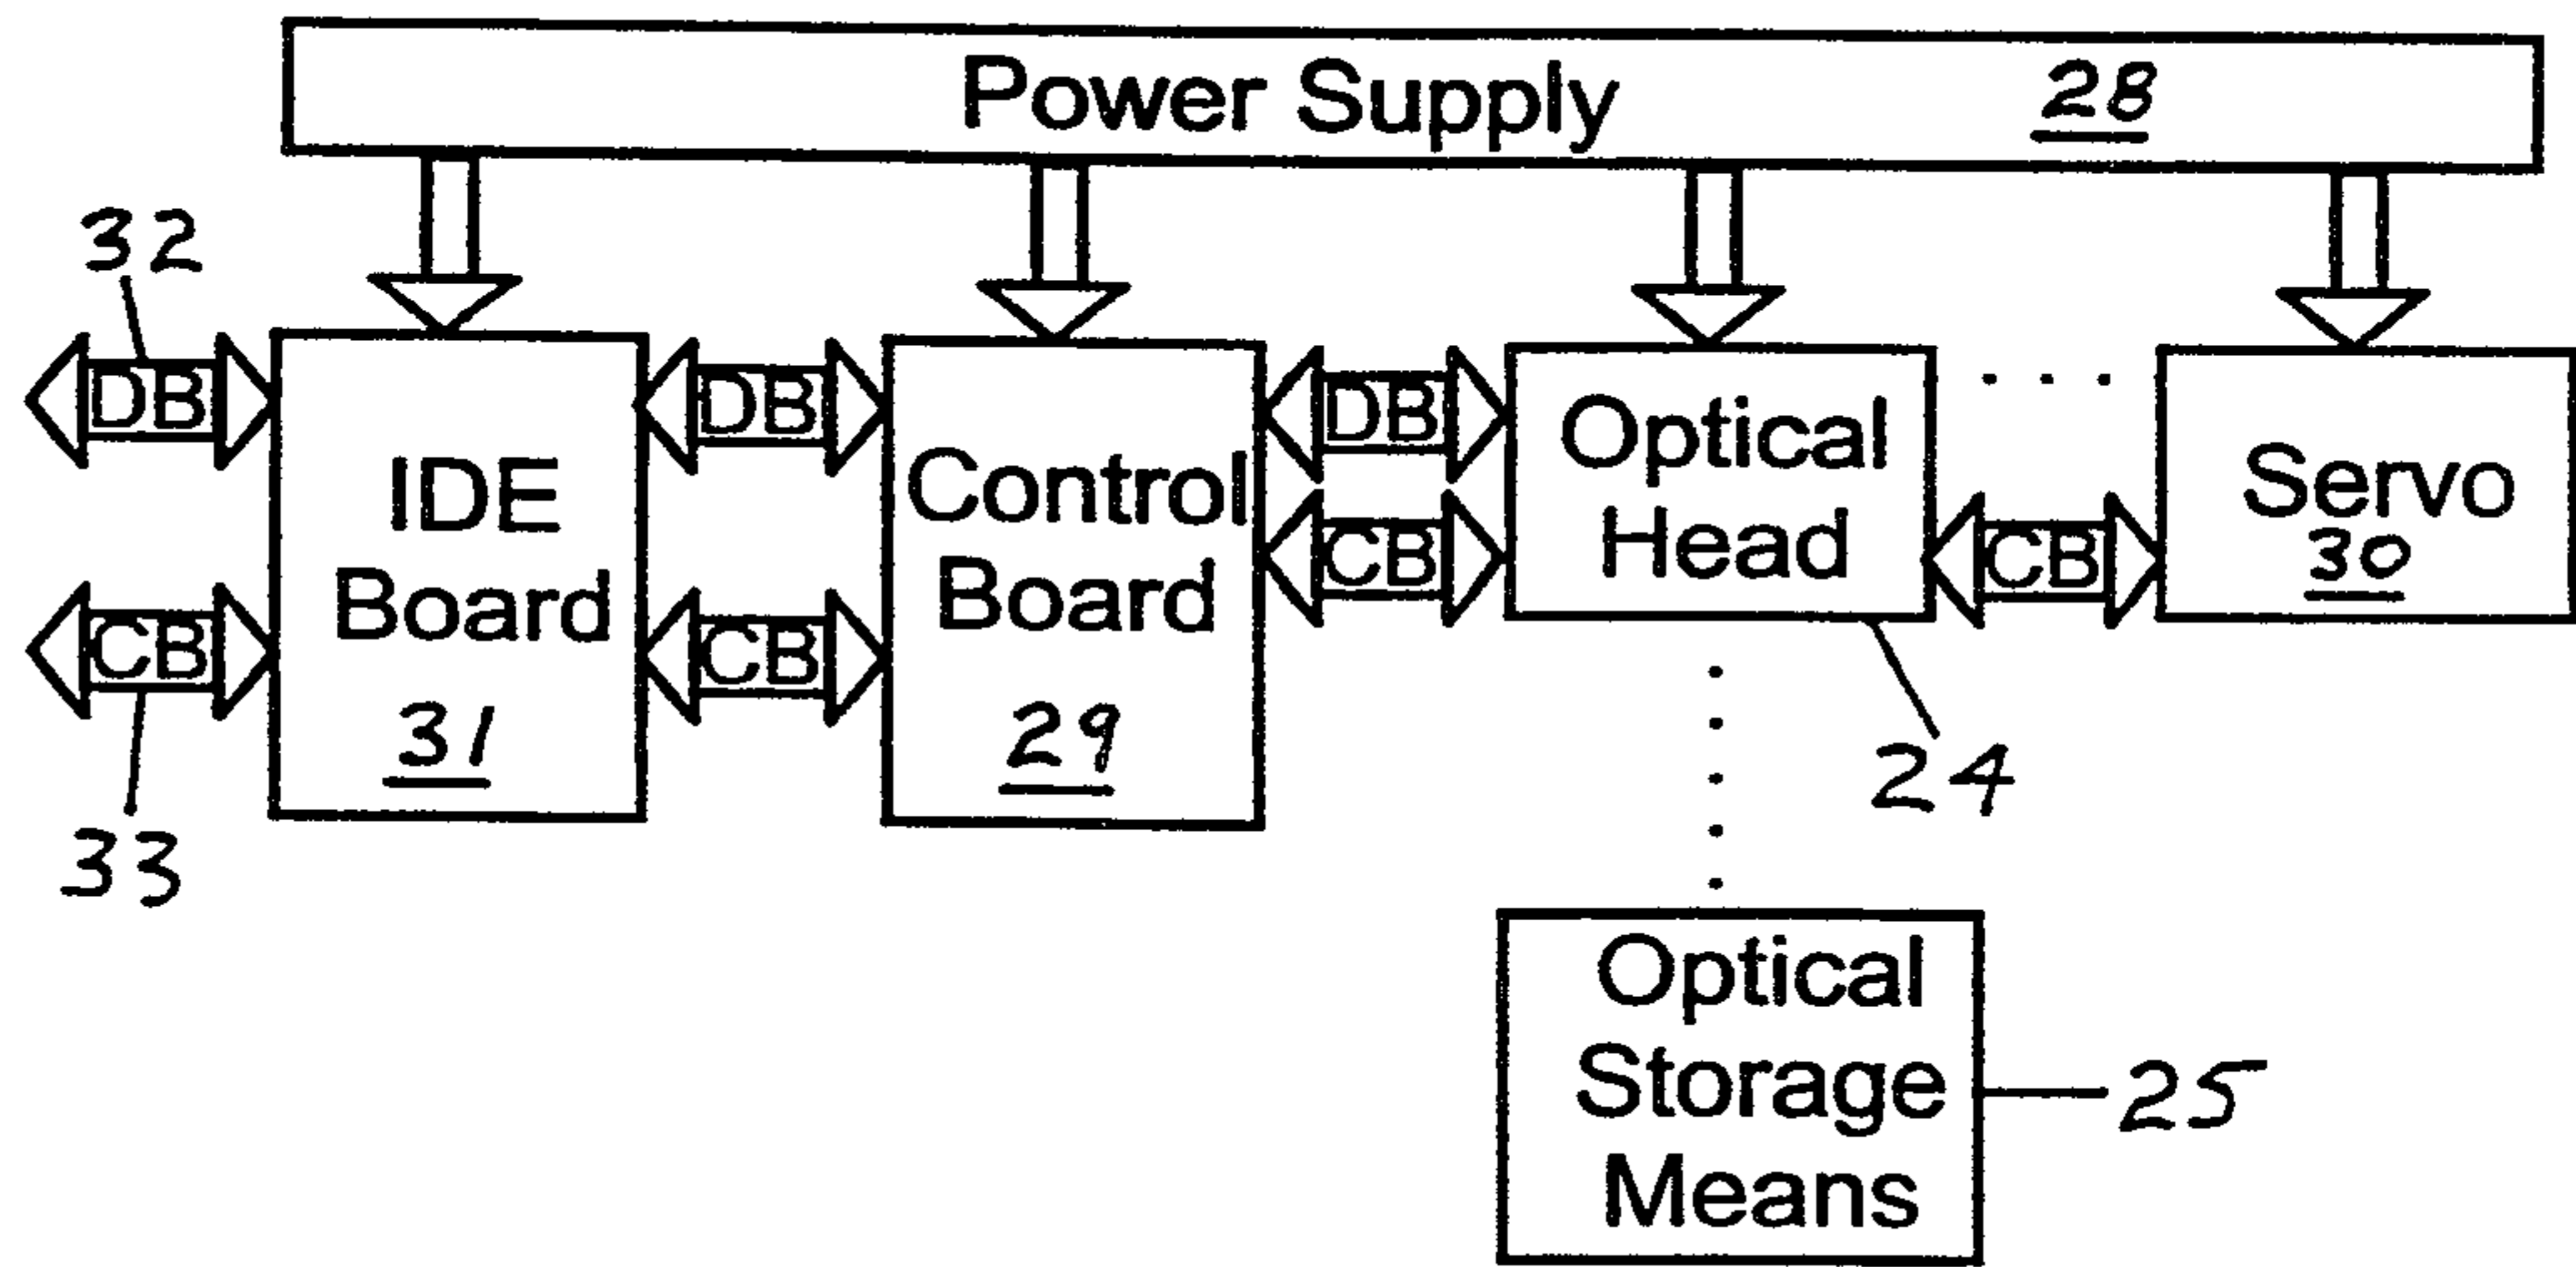 Power Supply 28
32
DB
DB
DB
CB
CB
CB
CB
33
IDE
Board
31
Control
Board
29
Optical
Head
24
Servo
30
Optical
Storage
Means
25